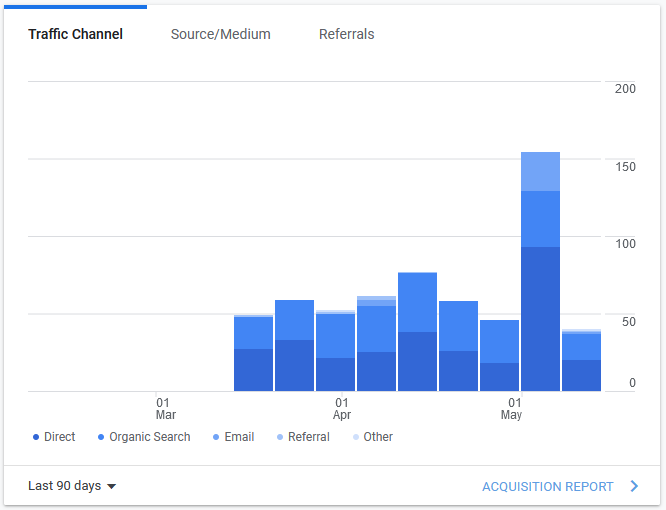 Traffic Channel Source/Medium Referrals
200
150
100
50
0
01 01 01
Mar Apr May
Direct Organic Search Email Referral Other
Last 90 days ACQUISITION REPORT